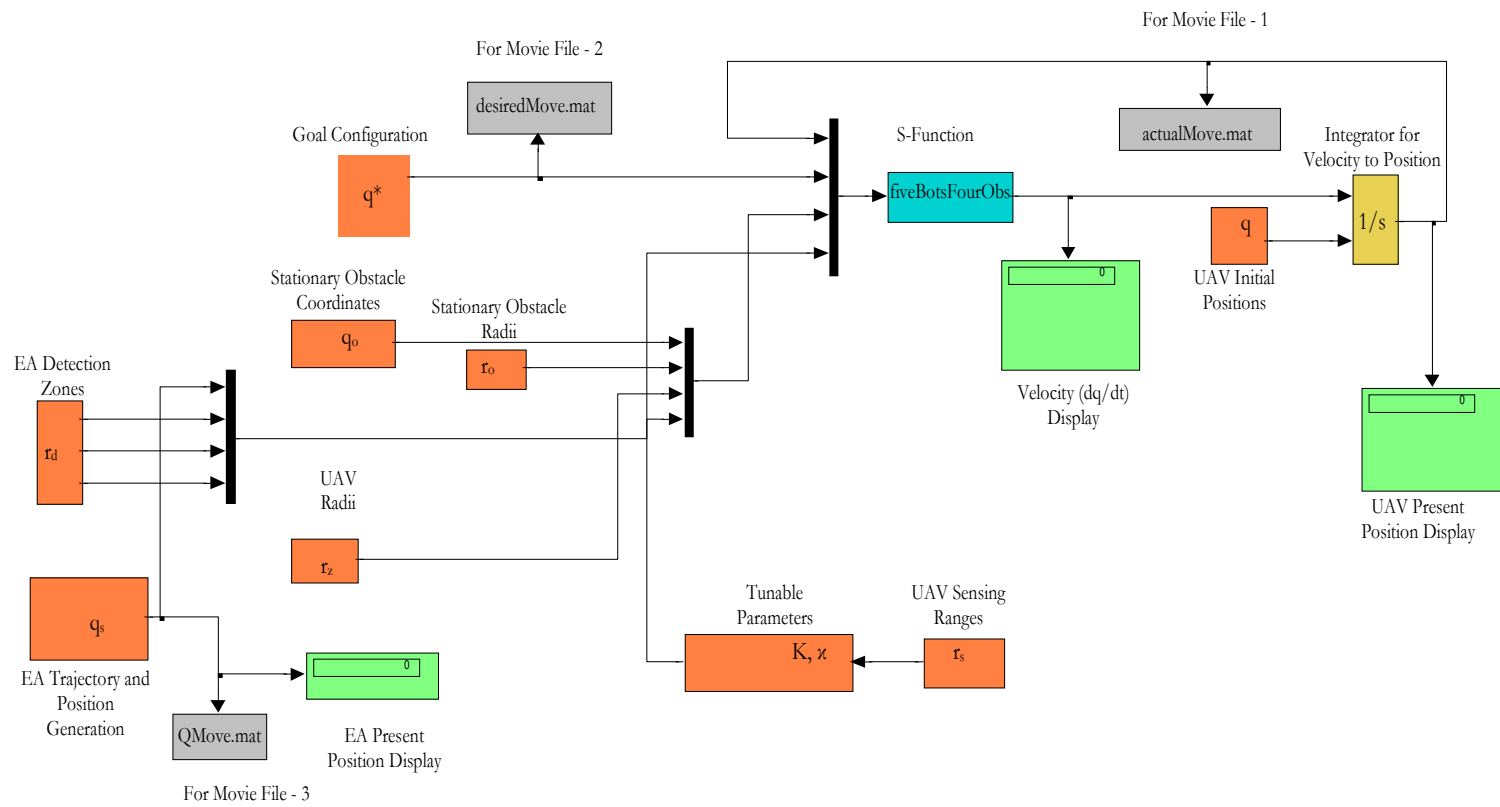 For Movie File - 1
For Movie File - 2
desiredMove.mat
Goal Configuration
q*
S-Function
fiveBotsFourObs
actualMove.mat
Integrator for
Velocity to Position
1/s
q
UAV Initial
Positions
0
Velocity (dq/dt)
Display
0
UAV Present
Position Display
Stationary Obstacle
Coordinates
qo
Stationary Obstacle
Radii
ro
EA Detection
Zones
rd
UAV
Radii
rz
Tunable
Parameters
K, ϰ
UAV Sensing
Ranges
rs
qs
EA Trajectory and
Position
Generation
0
EA Present
Position Display
QMove.mat
For Movie File - 3